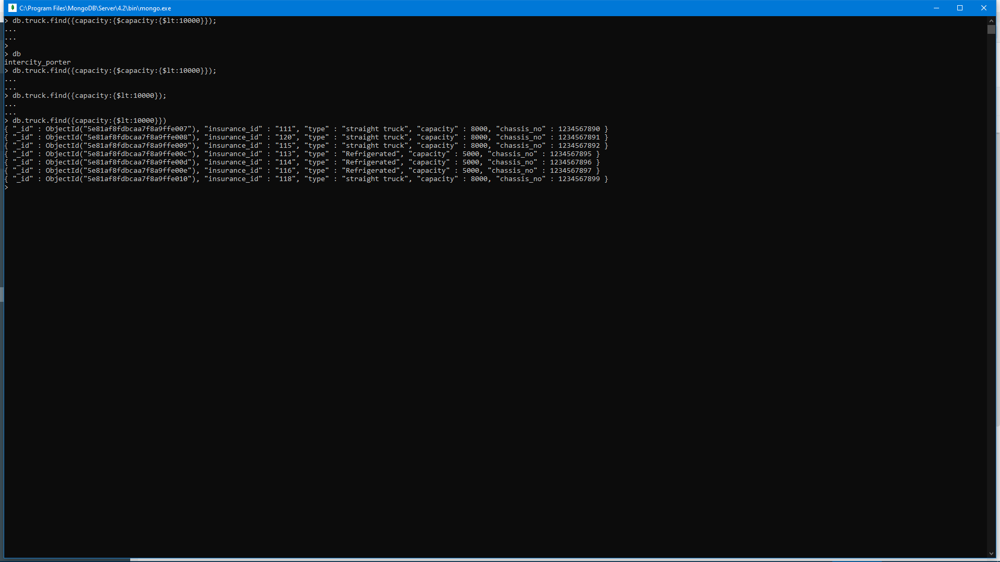 C:\Program Files\MongoDB\Server\4.2\bin\mongo.exe
> db.truck.find({capacity:{$capacity:{$lt:10000}});
...
...
>
> db
intercity_porter
> db.truck.find({capacity:{$capacity:{$lt:10000}});
...
...
> db.truck.find({capacity:{$lt:10000});
...
...
> db.truck.find({capacity:{$lt:10000}})
{ "_id" : ObjectId("5e81af8fdbcaa7f8a9ffe007"), "insurance_id" : "111", "type" : "straight truck", "capacity" : 8000, "chassis_no" : 1234567890 }
{ "_id" : ObjectId("5e81af8fdbcaa7f8a9ffe008"), "insurance_id" : "120", "type" : "straight truck", "capacity" : 8000, "chassis_no" : 1234567891 }
{ "_id" : ObjectId("5e81af8fdbcaa7f8a9ffe009"), "insurance_id" : "115", "type" : "straight truck", "capacity" : 8000, "chassis_no" : 1234567892 }
{ "_id" : ObjectId("5e81af8fdbcaa7f8a9ffe00c"), "insurance_id" : "113", "type" : "Refrigerated", "capacity" : 5000, "chassis_no" : 1234567895 }
{ "_id" : ObjectId("5e81af8fdbcaa7f8a9ffe00d"), "insurance_id" : "114", "type" : "Refrigerated", "capacity" : 5000, "chassis_no" : 1234567896 }
{ "_id" : ObjectId("5e81af8fdbcaa7f8a9ffe00e"), "insurance_id" : "116", "type" : "Refrigerated", "capacity" : 5000, "chassis_no" : 1234567897 }
{ "_id" : ObjectId("5e81af8fdbcaa7f8a9ffe010"), "insurance_id" : "118", "type" : "straight truck", "capacity" : 8000, "chassis_no" : 1234567899 }
>